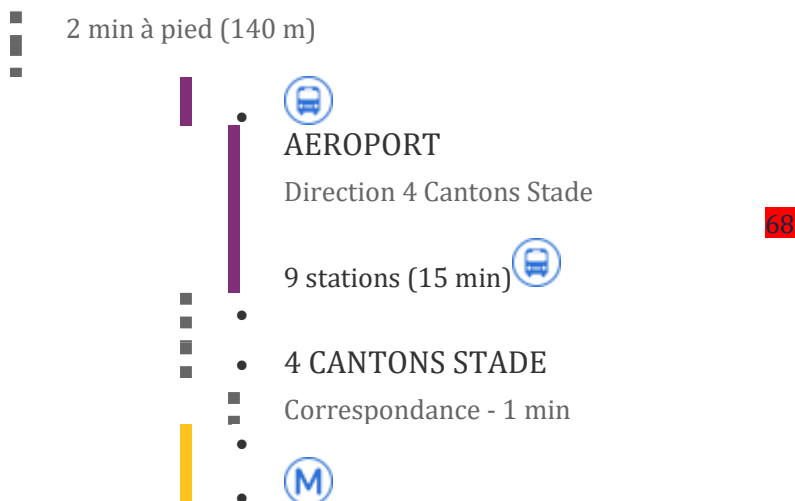 2 min à pied (140 m)
AEROPORT
Direction 4 Cantons Stade
68
9 stations (15 min)
4 CANTONS STADE
Correspondance - 1 min
M